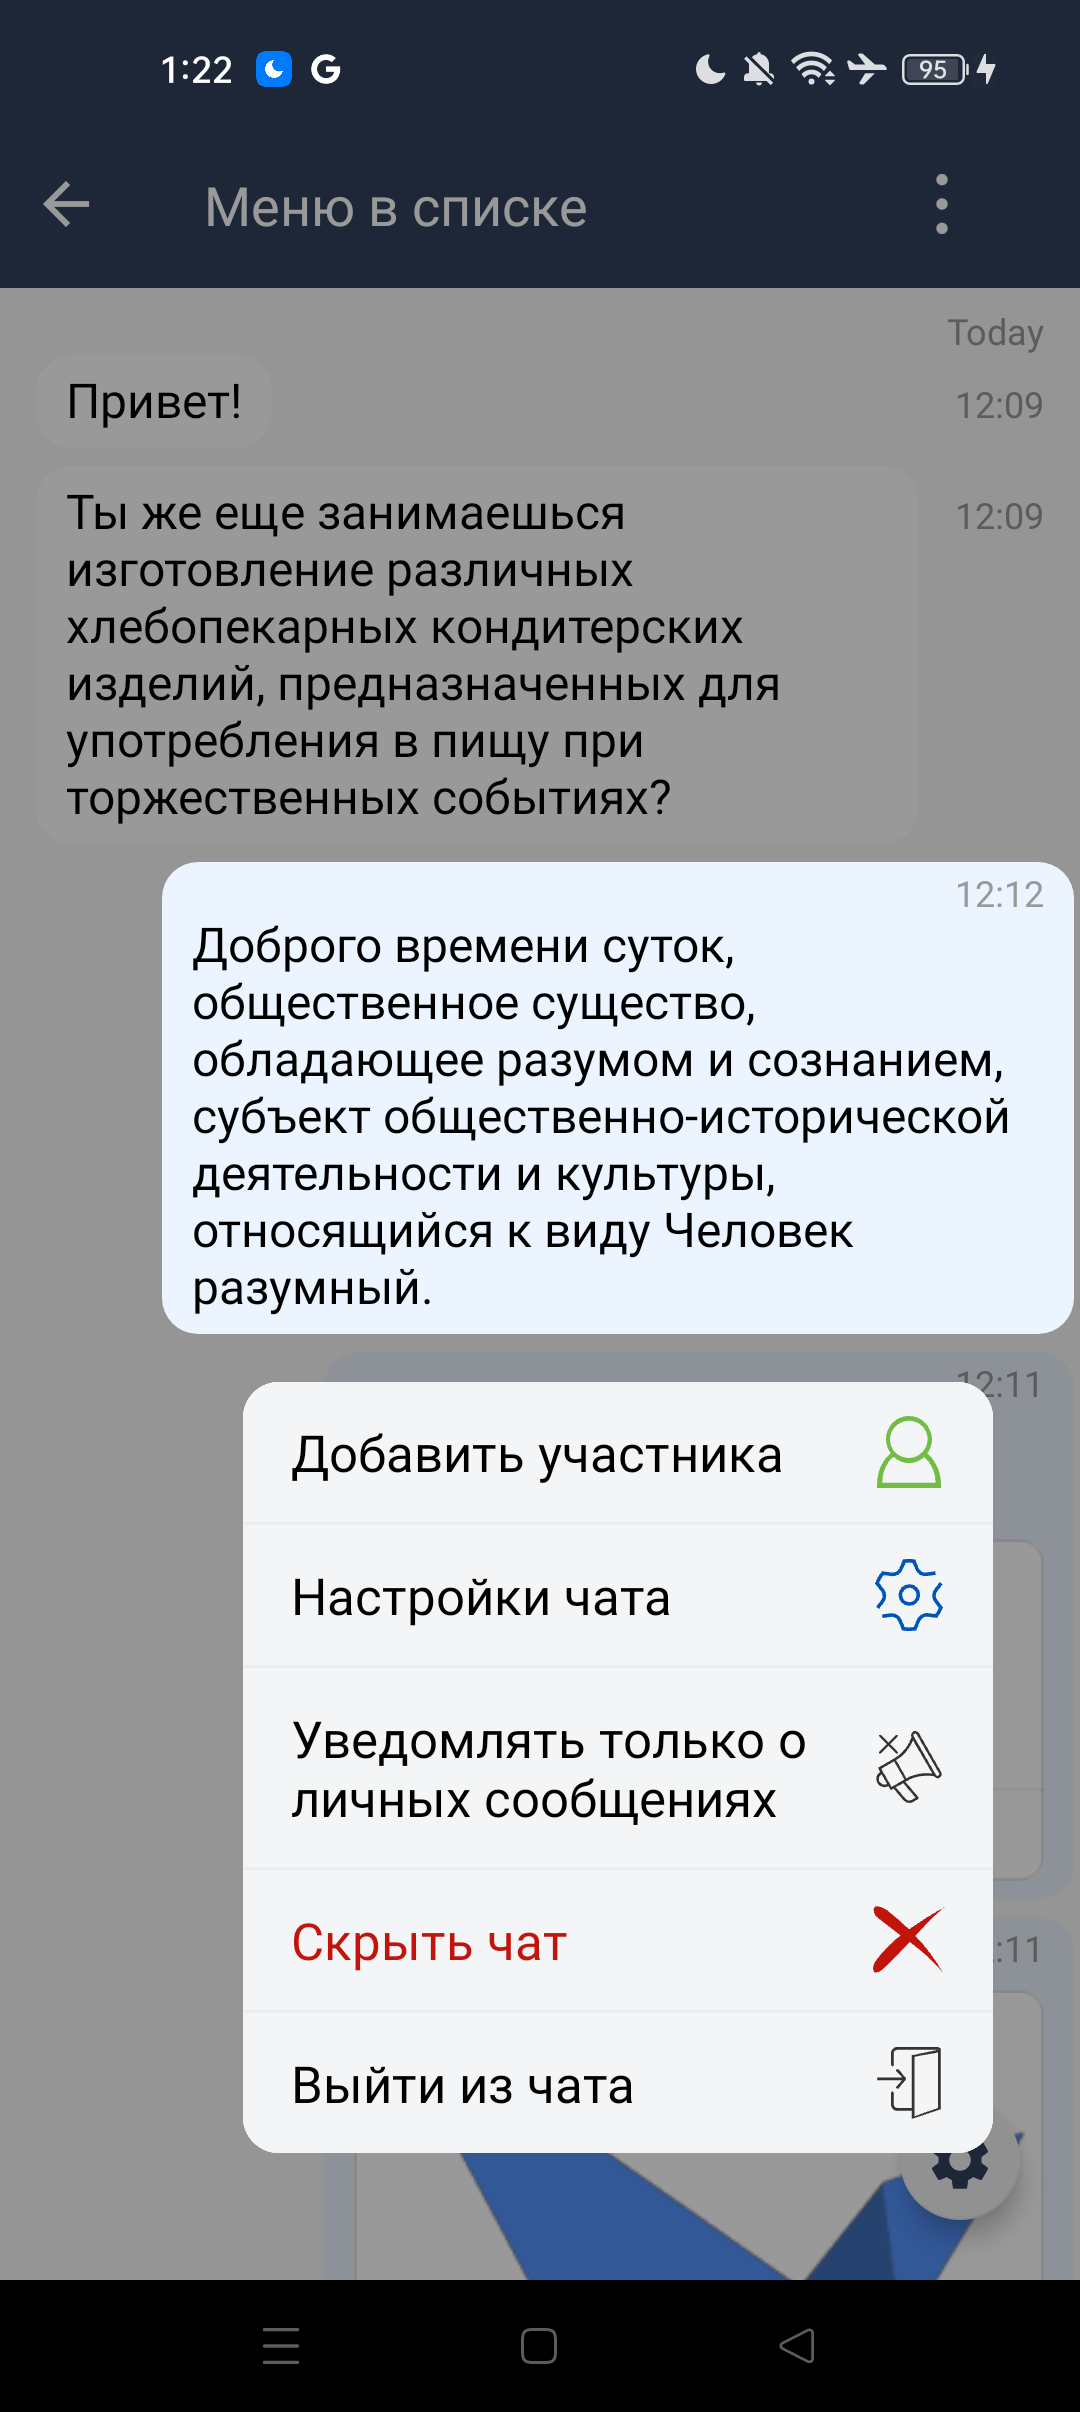 1:22
95
Меню в списке
Today
Привет!
12:09
Ты же еще занимаешься
12:09
изготовление различных
хлебопекарных кондитерских
изделий, предназначенных для
употребления в пищу при
торжественных событиях?
12:12
Доброго времени суток,
общественное существо,
обладающее разумом и сознанием,
субъект общественно-исторической
деятельности и культуры,
относящийся к виду Человек
разумный.
12:11
Добавить участника
Настройки чата
Уведомлять только о
личных сообщениях
Скрыть чат
:11
Выйти из чата